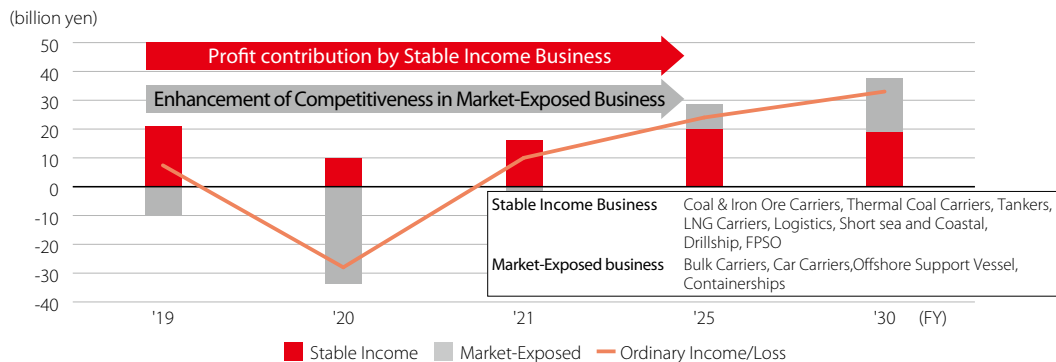 (billion yen)
50
40
30
20
10
0
-10
-20
-30
-40
Profit contribution by Stable Income Business
Enhancement of Competitiveness in Market-Exposed Business
Stable Income Business Coal & Iron Ore Carriers, Thermal Coal Carriers, Tankers,
LNG Carriers, Logistics, Short sea and Coastal,
Drillship, FPSO
Market-Exposed business Bulk Carriers, Car Carriers,Offshore Support Vessel,
Containerships
'19 '20 '21 '25 '30 (FY)
Stable Income Market-Exposed Ordinary Income/Loss